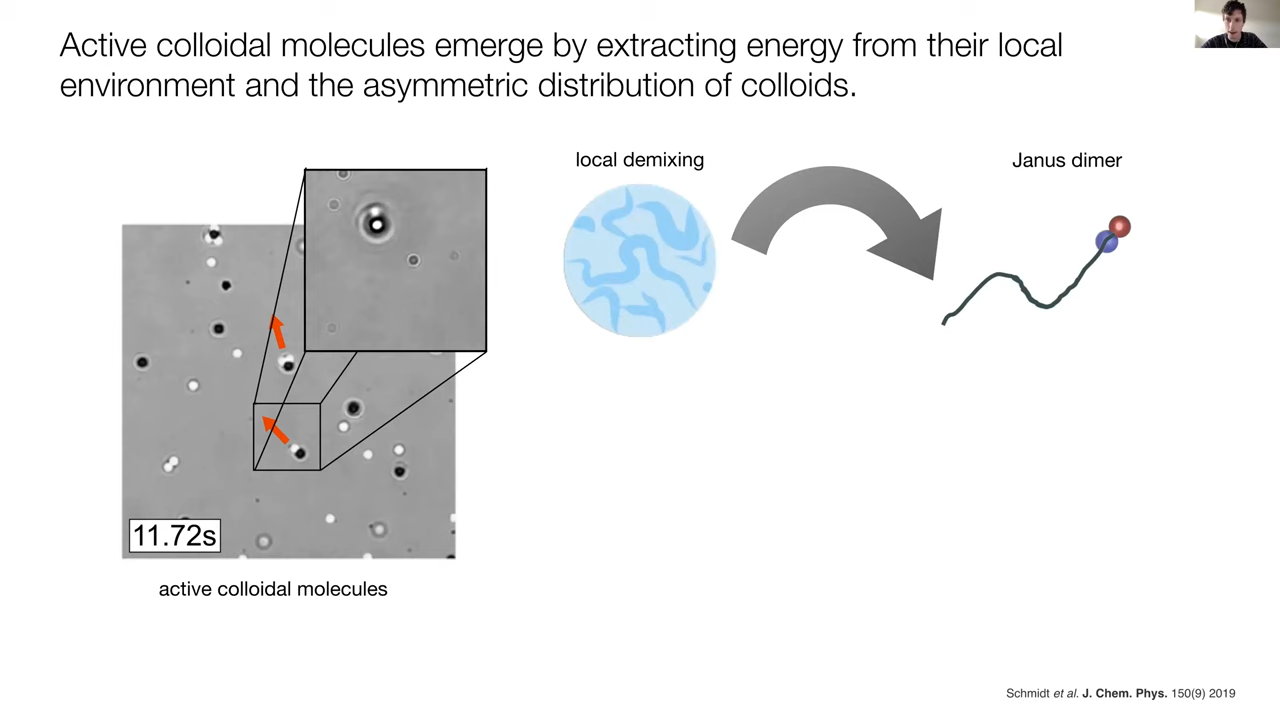 Active colloidal molecules emerge by extracting energy from their local
environment and the asymmetric distribution of colloids.
local demixing
Janus dimer
11.72s
active colloidal molecules
Schmidt et al. J. Chem. Phys. 150(9) 2019